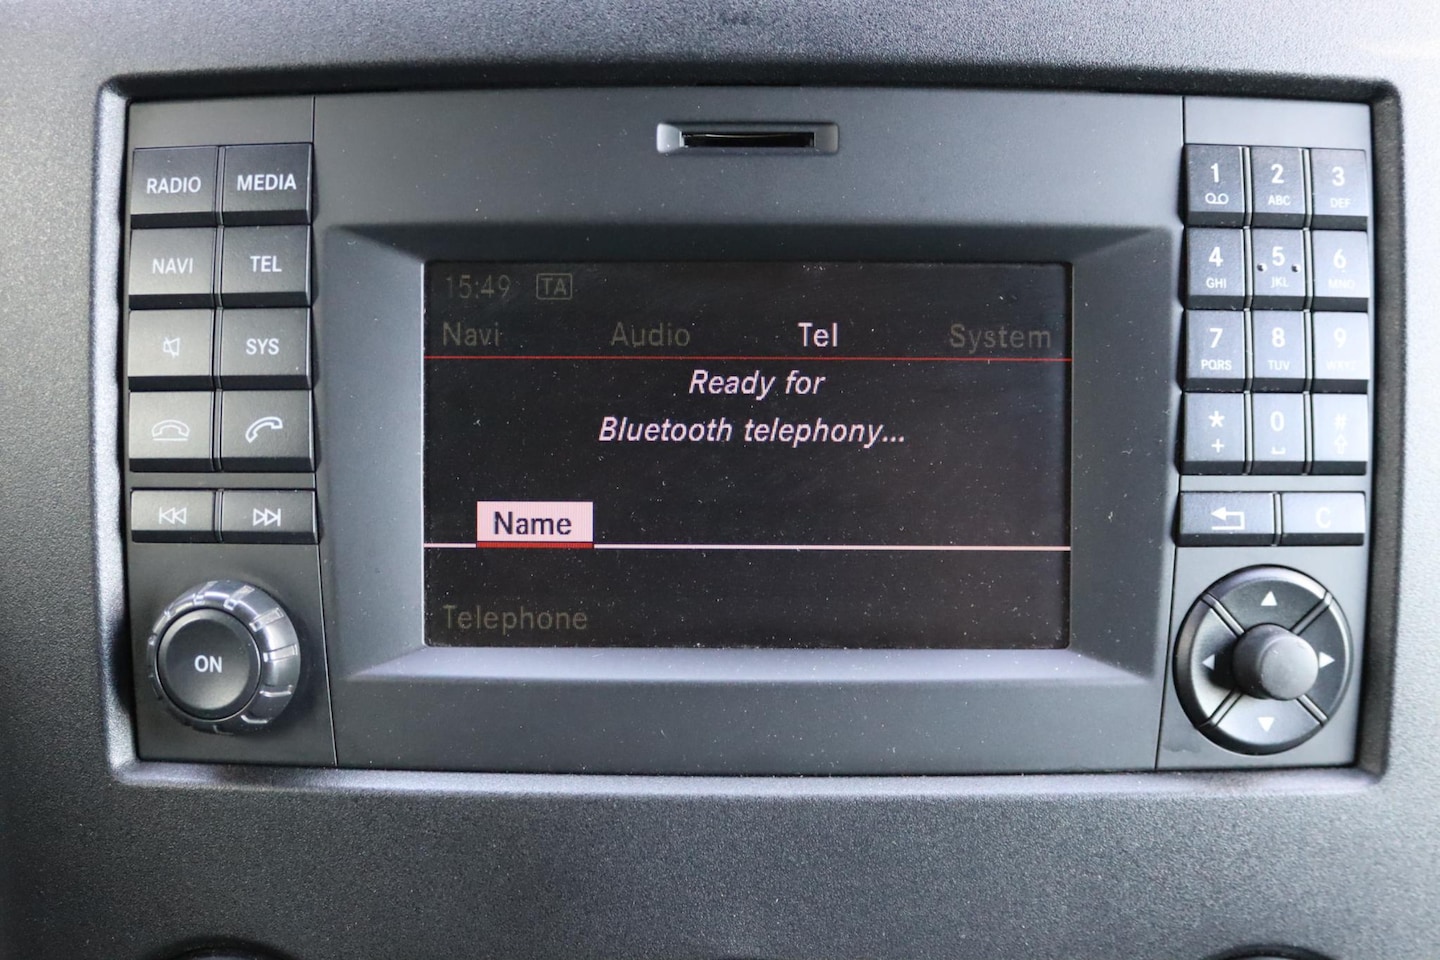 RADIO MEDIA
NAVI TEL
SYS
ON
15:49 TA
Navi Audio Tel System
Ready for
Bluetooth telephony...
Name
Telephone
1 2 3
ABC DEF
4 5 6
GHI JKL MNO
7 8 9
PQRS TUV WXYZ
* 0 #
+
C